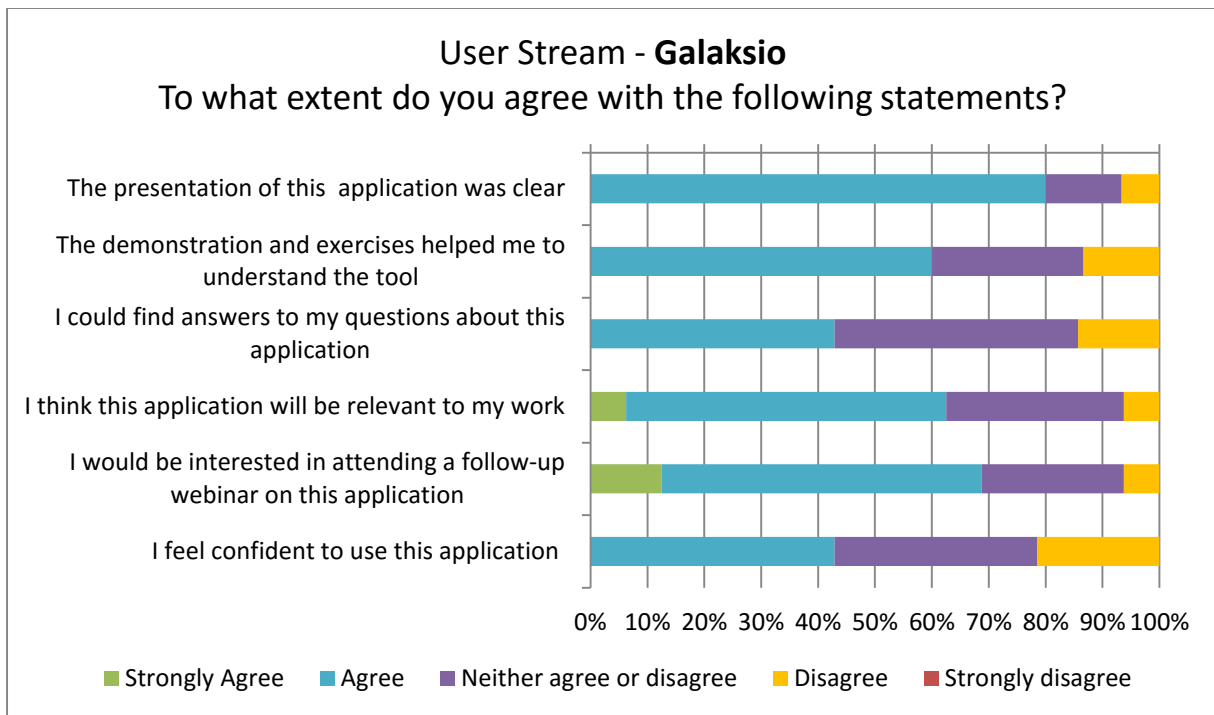 User Stream - Galaksio
To what extent do you agree with the following statements?
The presentation of this  application was clear
The demonstration and exercises helped me to
understand the tool
I could find answers to my questions about this
application
I think this application will be relevant to my work
I would be interested in attending a follow-up
webinar on this application
I feel confident to use this application
0% 10% 20% 30% 40% 50% 60% 70% 80% 90% 100%
Strongly Agree Agree Neither agree or disagree Disagree Strongly disagree